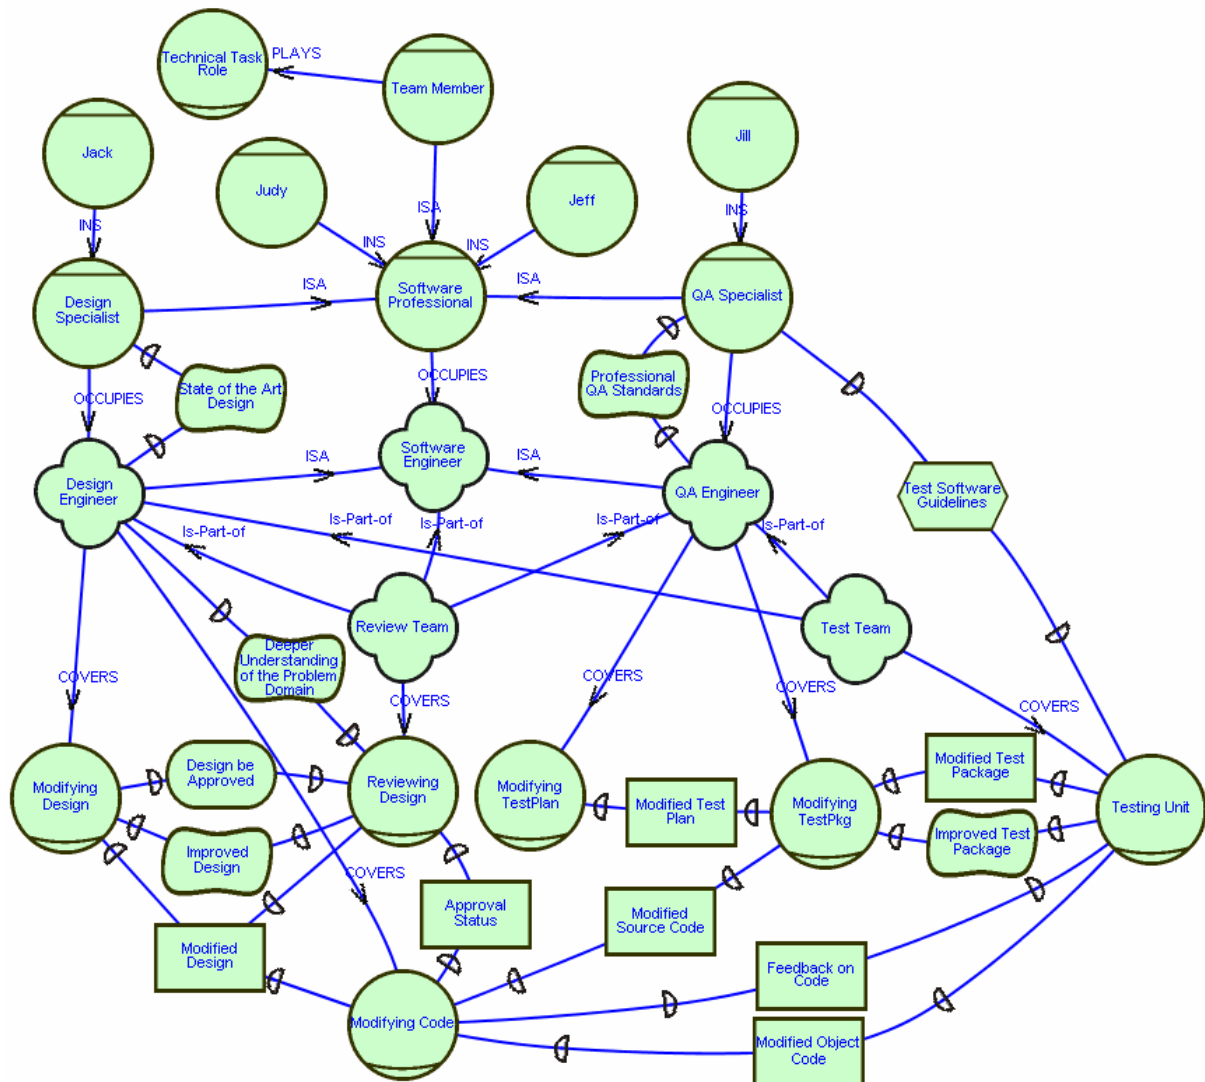 Technical Task
Role
PLAYS
Team Member
Jack
Judy
Jeff
Jill
INS
ISA
INS
INS
INS
Design
Specialist
ISA
Software
Professional
ISA
QA Specialist
State of the Art
Design
OCCUPIES
OCCUPIES
Professional
QA Standards
OCCUPIES
Design
Engineer
ISA
Software
Engineer
ISA
QA Engineer
Test Software
Guidelines
Is-Part-of
Is-Part-of
Is-Part-of
Is-Part-of
Is-Part-of
Review Team
Test Team
Deeper
Understanding
of the Problem
Domain
COVERS
COVERS
COVERS
COVERS
COVERS
Modifying
Design
Design be
Approved
Reviewing
Design
Modifying
TestPlan
Modified Test
Plan
Modifying
TestPkg
Modified Test
Package
Testing Unit
Improved
Design
Improved Test
Package
COVERS
Approval
Status
Modified
Source Code
Modified
Design
Feedback on
Code
Modifying Code
Modified Object
Code